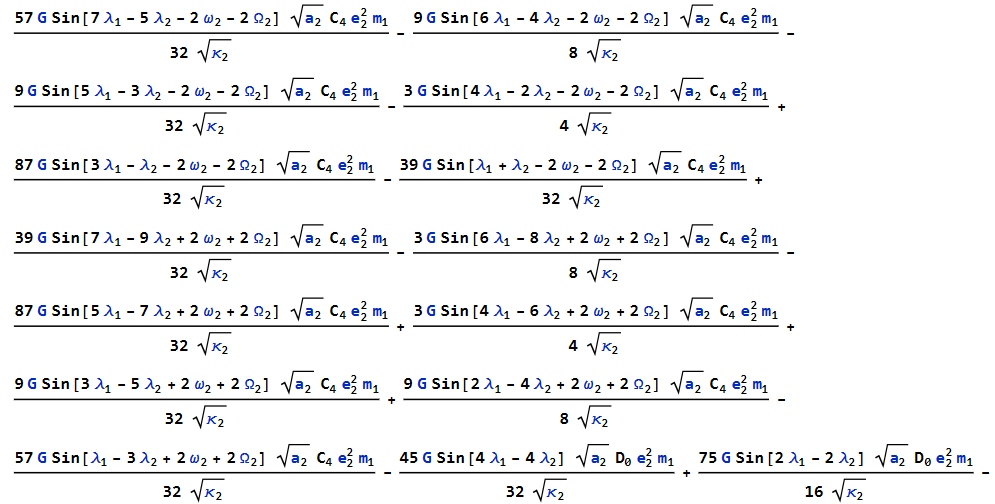 57 G Sin[7 λ₁ − 5 λ₂ − 2 ω₂ − 2 Ω₂] √a₂ C₄ e₂² m₁ / 32 √κ₂ − 9 G Sin[6 λ₁ − 4 λ₂ − 2 ω₂ − 2 Ω₂] √a₂ C₄ e₂² m₁ / 8 √κ₂ −
9 G Sin[5 λ₁ − 3 λ₂ − 2 ω₂ − 2 Ω₂] √a₂ C₄ e₂² m₁ / 32 √κ₂ − 3 G Sin[4 λ₁ − 2 λ₂ − 2 ω₂ − 2 Ω₂] √a₂ C₄ e₂² m₁ / 4 √κ₂ +
87 G Sin[3 λ₁ − λ₂ − 2 ω₂ − 2 Ω₂] √a₂ C₄ e₂² m₁ / 32 √κ₂ − 39 G Sin[λ₁ + λ₂ − 2 ω₂ − 2 Ω₂] √a₂ C₄ e₂² m₁ / 32 √κ₂ +
39 G Sin[7 λ₁ − 9 λ₂ + 2 ω₂ + 2 Ω₂] √a₂ C₄ e₂² m₁ / 32 √κ₂ − 3 G Sin[6 λ₁ − 8 λ₂ + 2 ω₂ + 2 Ω₂] √a₂ C₄ e₂² m₁ / 8 √κ₂ −
87 G Sin[5 λ₁ − 7 λ₂ + 2 ω₂ + 2 Ω₂] √a₂ C₄ e₂² m₁ / 32 √κ₂ + 3 G Sin[4 λ₁ − 6 λ₂ + 2 ω₂ + 2 Ω₂] √a₂ C₄ e₂² m₁ / 4 √κ₂ +
9 G Sin[3 λ₁ − 5 λ₂ + 2 ω₂ + 2 Ω₂] √a₂ C₄ e₂² m₁ / 32 √κ₂ + 9 G Sin[2 λ₁ − 4 λ₂ + 2 ω₂ + 2 Ω₂] √a₂ C₄ e₂² m₁ / 8 √κ₂ −
57 G Sin[λ₁ − 3 λ₂ + 2 ω₂ + 2 Ω₂] √a₂ C₄ e₂² m₁ / 32 √κ₂ − 45 G Sin[4 λ₁ − 4 λ₂] √a₂ D₀ e₂² m₁ / 32 √κ₂ + 75 G Sin[2 λ₁ − 2 λ₂] √a₂ D₀ e₂² m₁ / 16 √κ₂ −